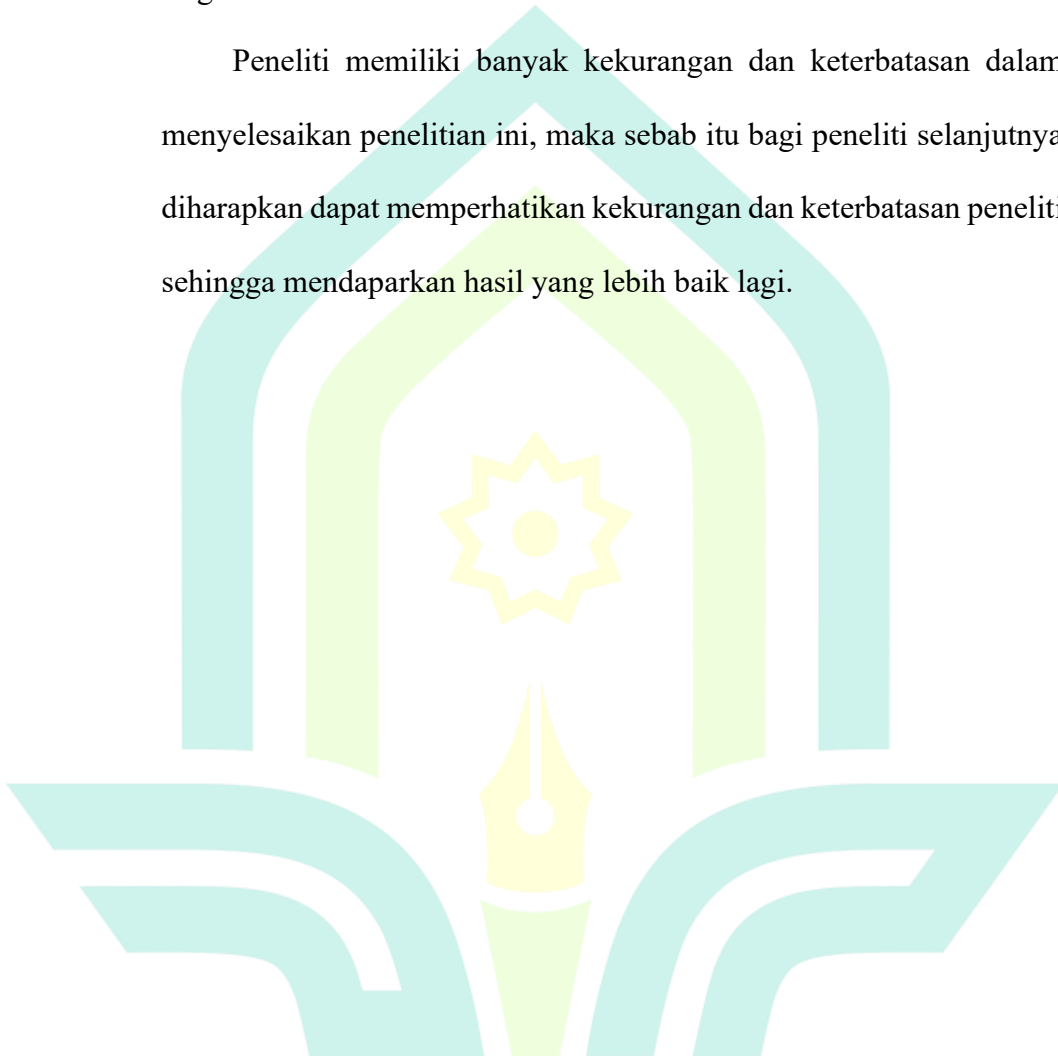 Peneliti memiliki banyak kekurangan dan keterbatasan dalam
menyelesaikan penelitian ini, maka sebab itu bagi peneliti selanjutnya
diharapkan dapat memperhatikan kekurangan dan keterbatasan peneliti
sehingga mendaparkan hasil yang lebih baik lagi.